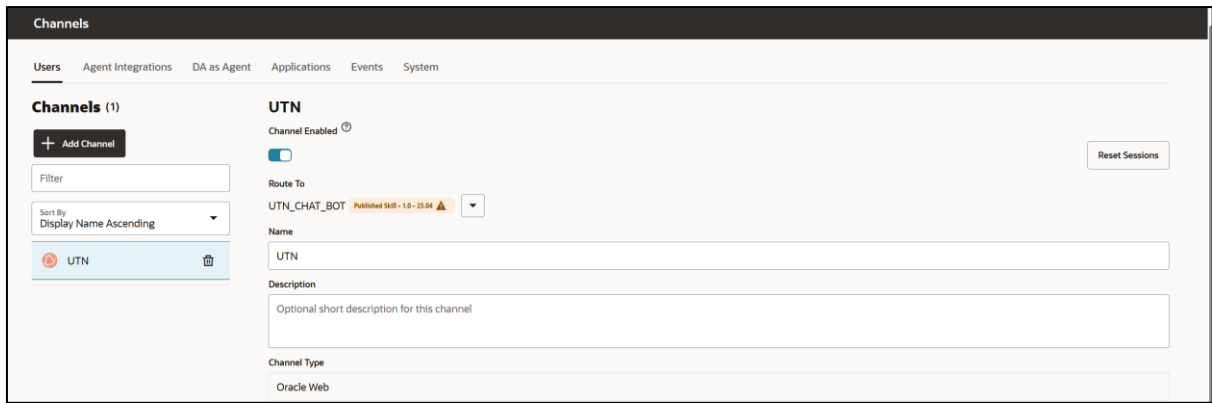 Channels
Users Agent Integrations DA as Agent Applications Events System
Channels (1)
+ Add Channel
Filter
Sort By
Display Name Ascending
UTN
UTN
Channel Enabled ?
Reset Sessions
Route To
UTN_CHAT_BOT Published Skill • 1.0 - 25.04
Name
UTN
Description
Optional short description for this channel
Channel Type
Oracle Web